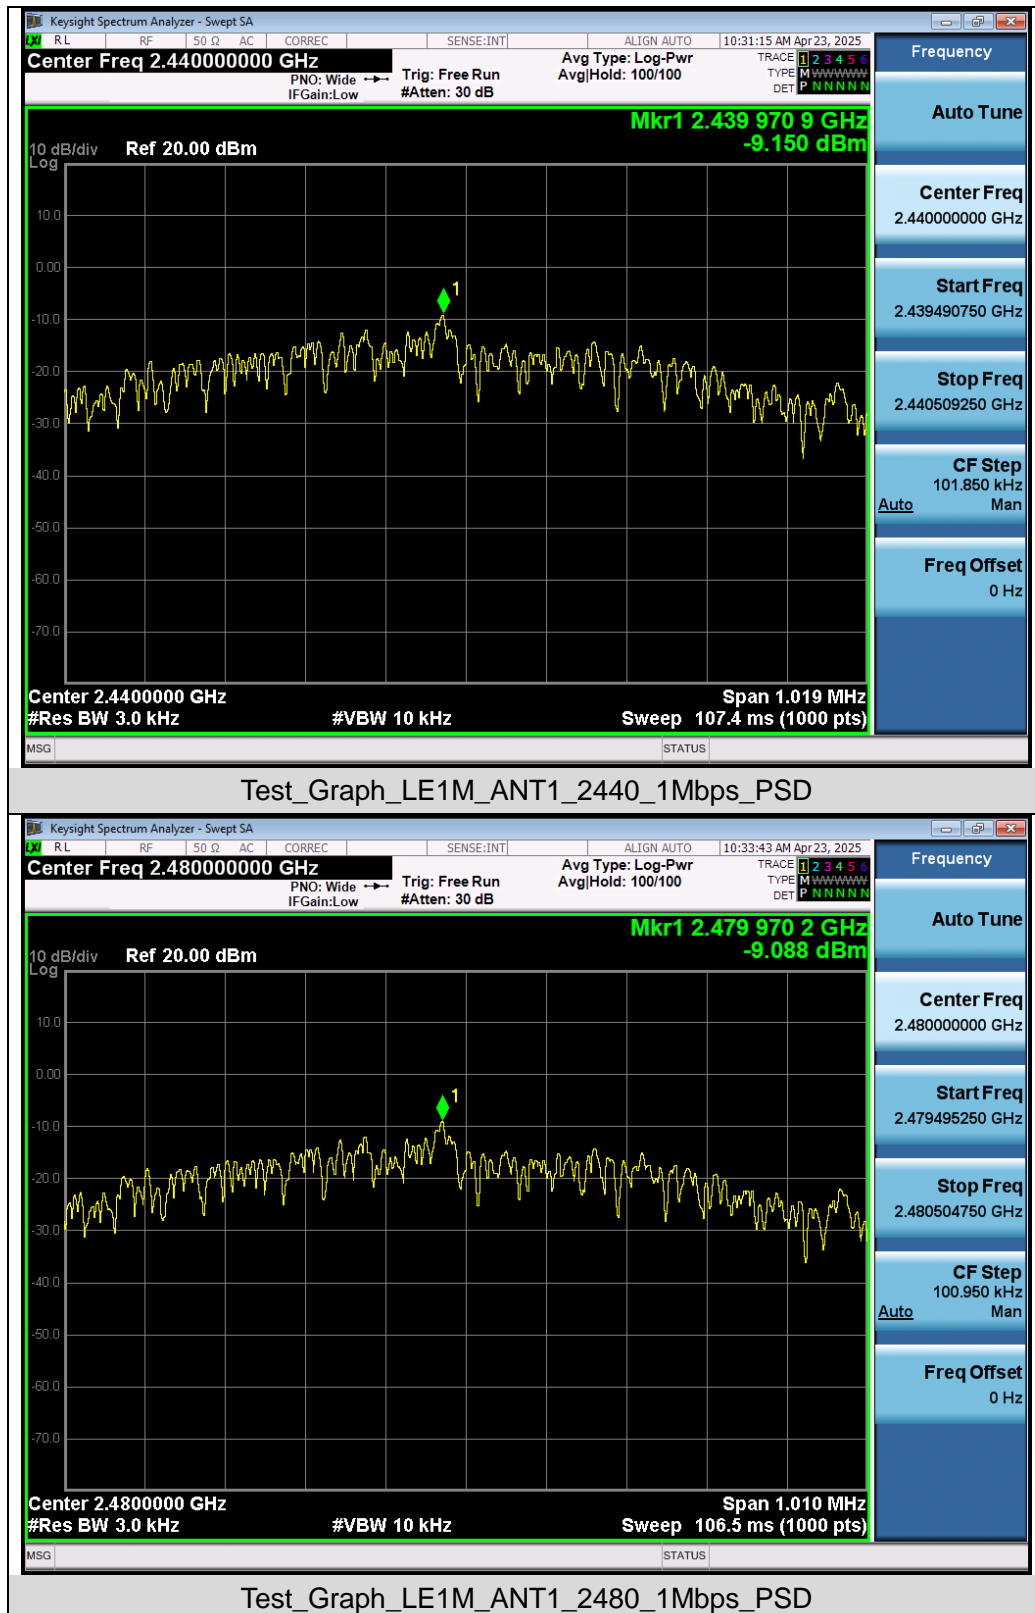 Keysight Spectrum Analyzer - Swept SA
LXI RL RF 50 Ω AC CORREC SENSE:INT ALIGN AUTO 10:31:15 AM Apr 23, 2025
Center Freq 2.440000000 GHz
PNO: Wide
IFGain:Low
Trig: Free Run
#Atten: 30 dB
Avg Type: Log-Pwr
Avg|Hold: 100/100
TRACE 1 2 3 4 5 6
TYPE M WWWWW
DET P N N N N N
Mkr1 2.439 970 9 GHz
-9.150 dBm
10 dB/div Ref 20.00 dBm
Log
10.0
0.00
-10.0
-20.0
-30.0
-40.0
-50.0
-60.0
-70.0
1
Center 2.4400000 GHz Span 1.019 MHz
#Res BW 3.0 kHz #VBW 10 kHz Sweep 107.4 ms (1000 pts)
MSG STATUS
Frequency
Auto Tune
Center Freq
2.440000000 GHz
Start Freq
2.439490750 GHz
Stop Freq
2.440509250 GHz
CF Step
101.850 kHz
Auto Man
Freq Offset
0 Hz
Test_Graph_LE1M_ANT1_2440_1Mbps_PSD
Keysight Spectrum Analyzer - Swept SA
LXI RL RF 50 Ω AC CORREC SENSE:INT ALIGN AUTO 10:33:43 AM Apr 23, 2025
Center Freq 2.480000000 GHz
PNO: Wide
IFGain:Low
Trig: Free Run
#Atten: 30 dB
Avg Type: Log-Pwr
Avg|Hold: 100/100
TRACE 1 2 3 4 5 6
TYPE M WWWWW
DET P N N N N N
Mkr1 2.479 970 2 GHz
-9.088 dBm
10 dB/div Ref 20.00 dBm
Log
10.0
0.00
-10.0
-20.0
-30.0
-40.0
-50.0
-60.0
-70.0
1
Center 2.4800000 GHz Span 1.010 MHz
#Res BW 3.0 kHz #VBW 10 kHz Sweep 106.5 ms (1000 pts)
MSG STATUS
Frequency
Auto Tune
Center Freq
2.480000000 GHz
Start Freq
2.479495250 GHz
Stop Freq
2.480504750 GHz
CF Step
100.950 kHz
Auto Man
Freq Offset
0 Hz
Test_Graph_LE1M_ANT1_2480_1Mbps_PSD